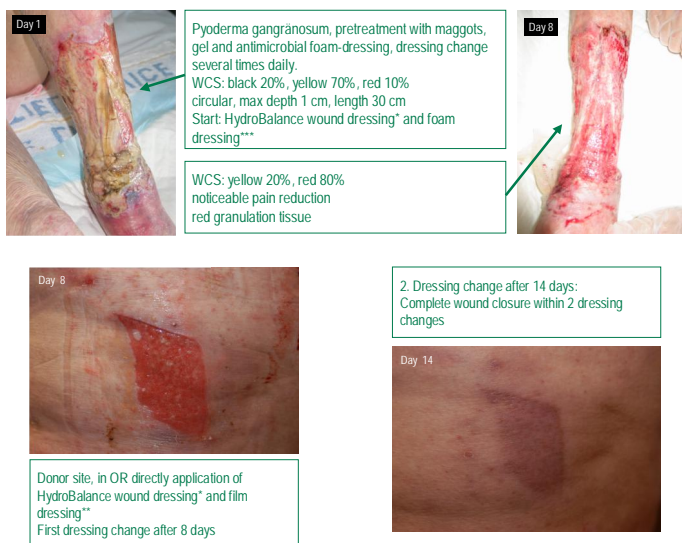 Day 1
Pyoderma gangränosum, pretreatment with maggots,
gel and antimicrobial foam-dressing, dressing change
several times daily.
WCS: black 20%, yellow 70%, red 10%
circular, max depth 1 cm, length 30 cm
Start: HydroBalance wound dressing* and foam
dressing***
Day 8
WCS: yellow 20%, red 80%
noticeable pain reduction
red granulation tissue
Day 8
2. Dressing change after 14 days:
Complete wound closure within 2 dressing
changes
Day 14
Donor site, in OR directly application of
HydroBalance wound dressing* and film
dressing**
First dressing change after 8 days